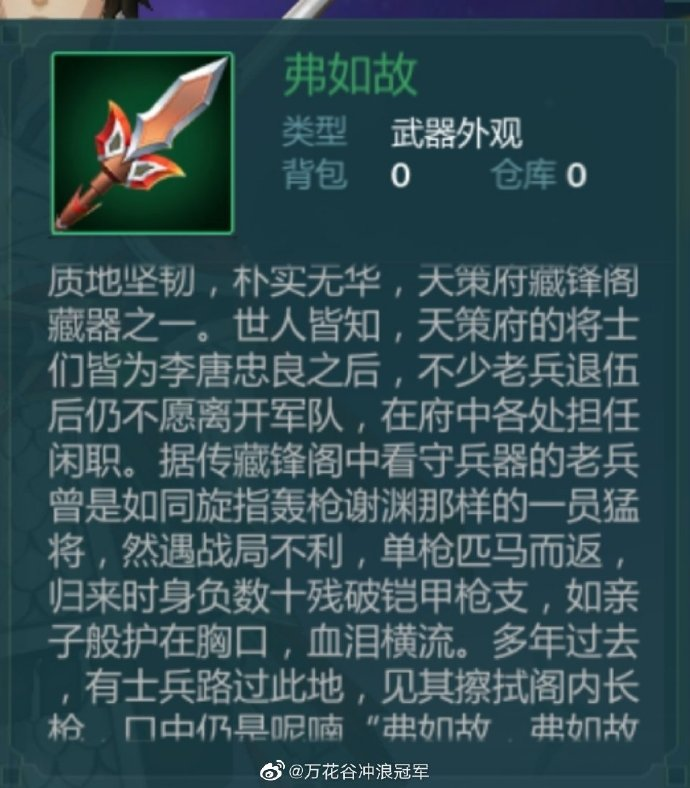 弗如故
类型 武器外观
背包 0 仓库 0
质地坚韧，朴实无华，天策府藏锋阁
藏器之一。世人皆知，天策府的将士
们皆为李唐忠良之后，不少老兵退伍
后仍不愿离开军队，在府中各处担任
闲职。据传藏锋阁中看守兵器的老兵
曾是如同旋指轰枪谢渊那样的一员猛
将，然遇战局不利，单枪匹马而返，
归来时身负数十残破铠甲枪支，如亲
子般护在胸口，血泪横流。多年过去
，有士兵路过此地，见其擦拭阁内长
枪，口中仍是呢喃“弗如故，弗如故
@万花谷冲浪冠军